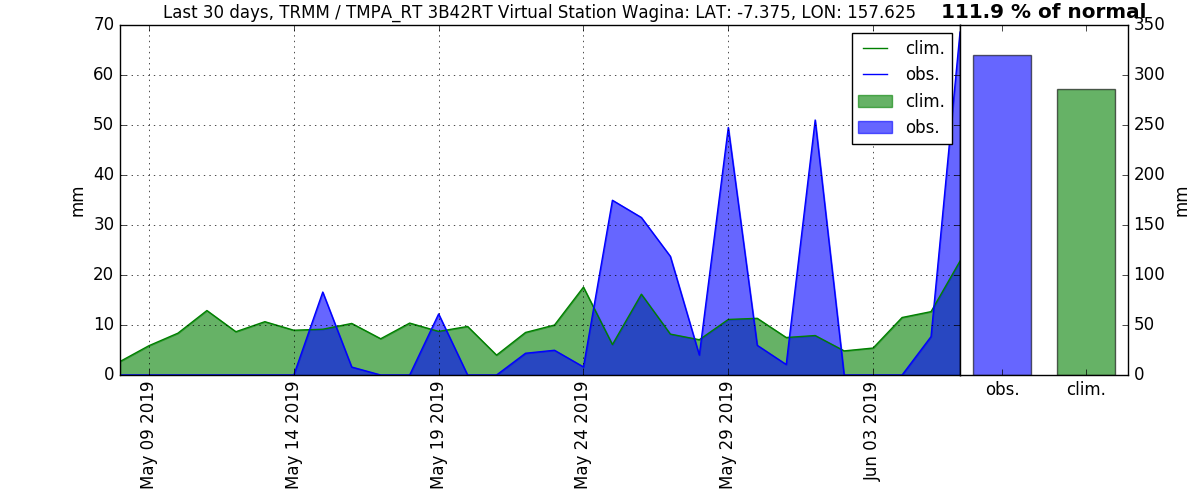 Last 30 days, TRMM / TMPA_RT 3B42RT Virtual Station Wagina: LAT: -7.375, LON: 157.625
111.9 % of normal
70
60
50
40
30
20
10
0
mm
clim.
obs.
clim.
obs.
350
300
250
200
150
100
50
0
mm
obs.
clim.
May 09 2019
May 14 2019
May 19 2019
May 24 2019
May 29 2019
Jun 03 2019